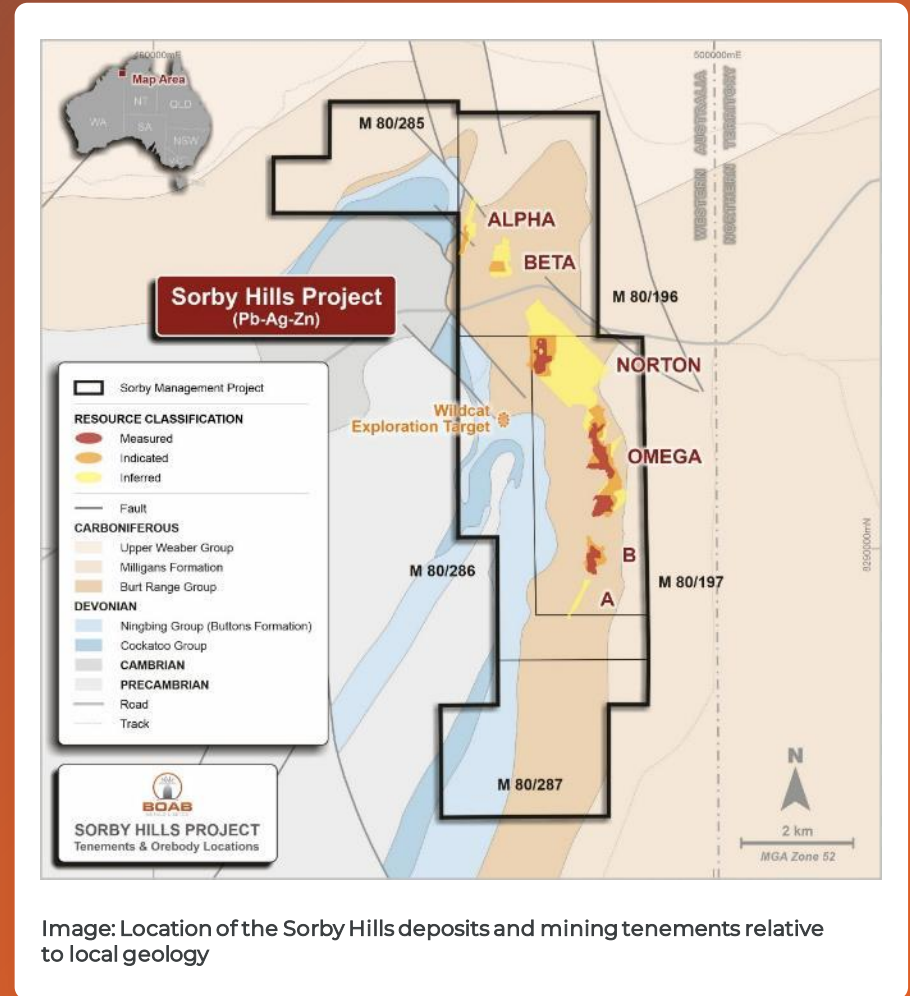 460000mE
500000mE
Map Area
NT
QLD
WA
SA
NSW
M 80/285
WESTERN AUSTRALIA
NORTHERN TERRITORY
ALPHA
BETA
Sorby Hills Project
(Pb-Ag-Zn)
M 80/196
NORTON
Wildcat
Exploration Target
OMEGA
8290000mN
B
M 80/286
M 80/197
A
Sorby Management Project
RESOURCE CLASSIFICATION
Measured
Indicated
Inferred
Fault
CARBONIFEROUS
Upper Weaber Group
Milligans Formation
Burt Range Group
DEVONIAN
Ningbing Group (Buttons Formation)
Cockatoo Group
CAMBRIAN
PRECAMBRIAN
Road
Track
M 80/287
N
2 km
MGA Zone 52
BOAB
SORBY HILLS PROJECT
Tenements & Orebody Locations
Image: Location of the Sorby Hills deposits and mining tenements relative
to local geology